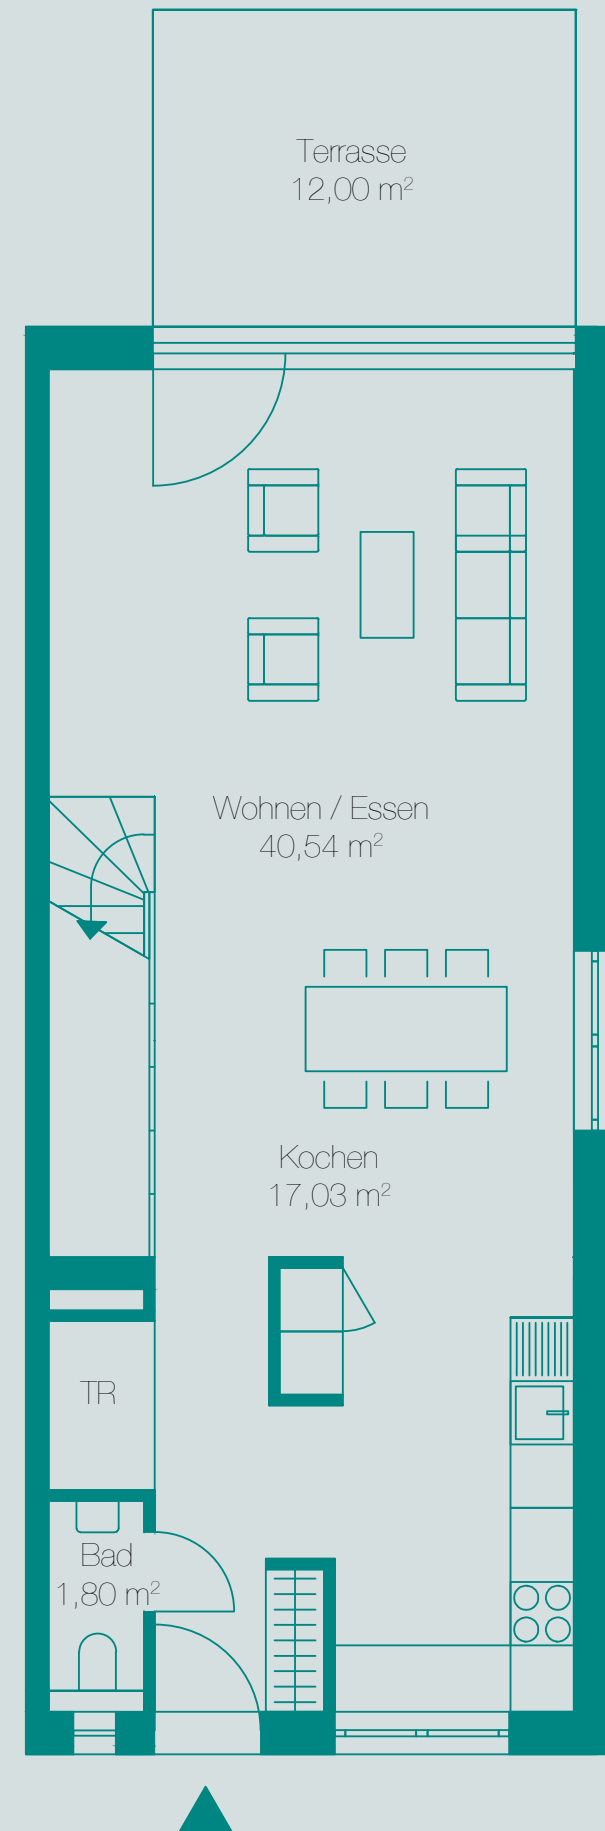 Terrasse
12,00 m²
Wohnen / Essen
40,54 m²
Kochen
17,03 m²
TR
Bad
1,80 m²